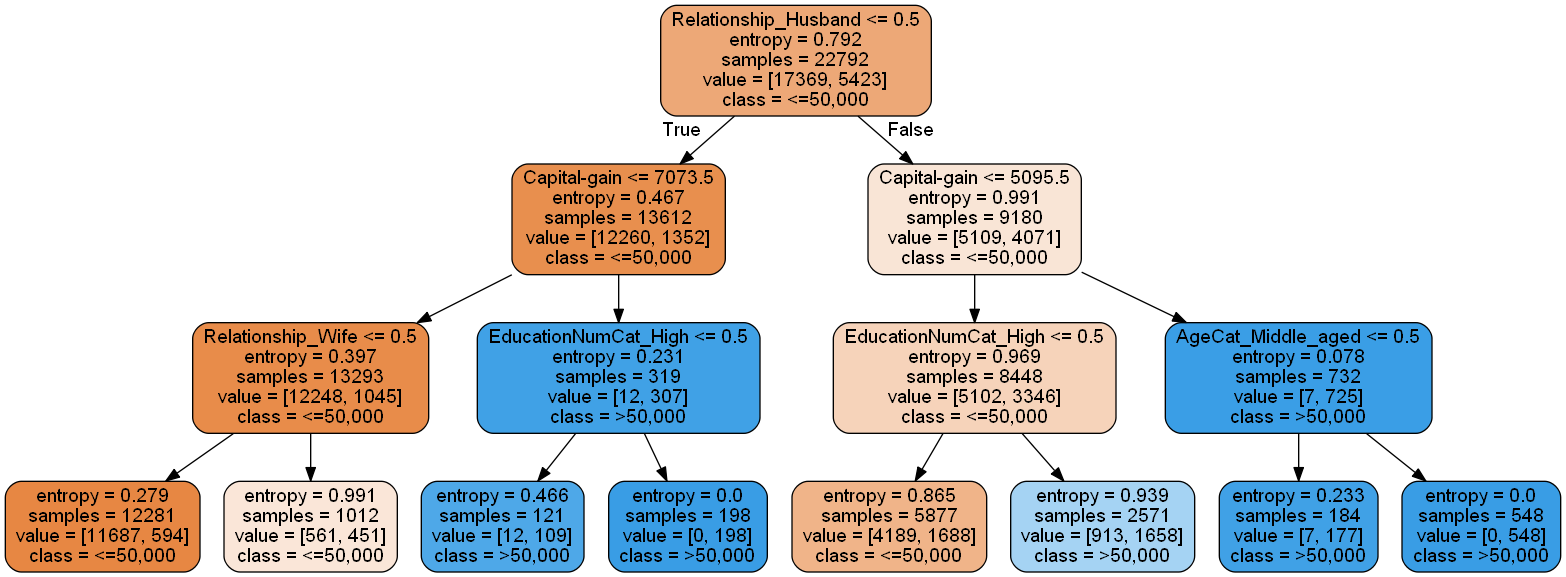 Relationship_Husband <= 0.5
entropy = 0.792
samples = 22792
value = [17369, 5423]
class = <=50,000
True
False
Capital-gain <= 7073.5
entropy = 0.467
samples = 13612
value = [12260, 1352]
class = <=50,000
Capital-gain <= 5095.5
entropy = 0.991
samples = 9180
value = [5109, 4071]
class = <=50,000
Relationship_Wife <= 0.5
entropy = 0.397
samples = 13293
value = [12248, 1045]
class = <=50,000
EducationNumCat_High <= 0.5
entropy = 0.231
samples = 319
value = [12, 307]
class = >50,000
EducationNumCat_High <= 0.5
entropy = 0.969
samples = 8448
value = [5102, 3346]
class = <=50,000
AgeCat_Middle_aged <= 0.5
entropy = 0.078
samples = 732
value = [7, 725]
class = >50,000
entropy = 0.279
samples = 12281
value = [11687, 594]
class = <=50,000
entropy = 0.991
samples = 1012
value = [561, 451]
class = <=50,000
entropy = 0.466
samples = 121
value = [12, 109]
class = >50,000
entropy = 0.0
samples = 198
value = [0, 198]
class = >50,000
entropy = 0.865
samples = 5877
value = [4189, 1688]
class = <=50,000
entropy = 0.939
samples = 2571
value = [913, 1658]
class = >50,000
entropy = 0.233
samples = 184
value = [7, 177]
class = >50,000
entropy = 0.0
samples = 548
value = [0, 548]
class = >50,000